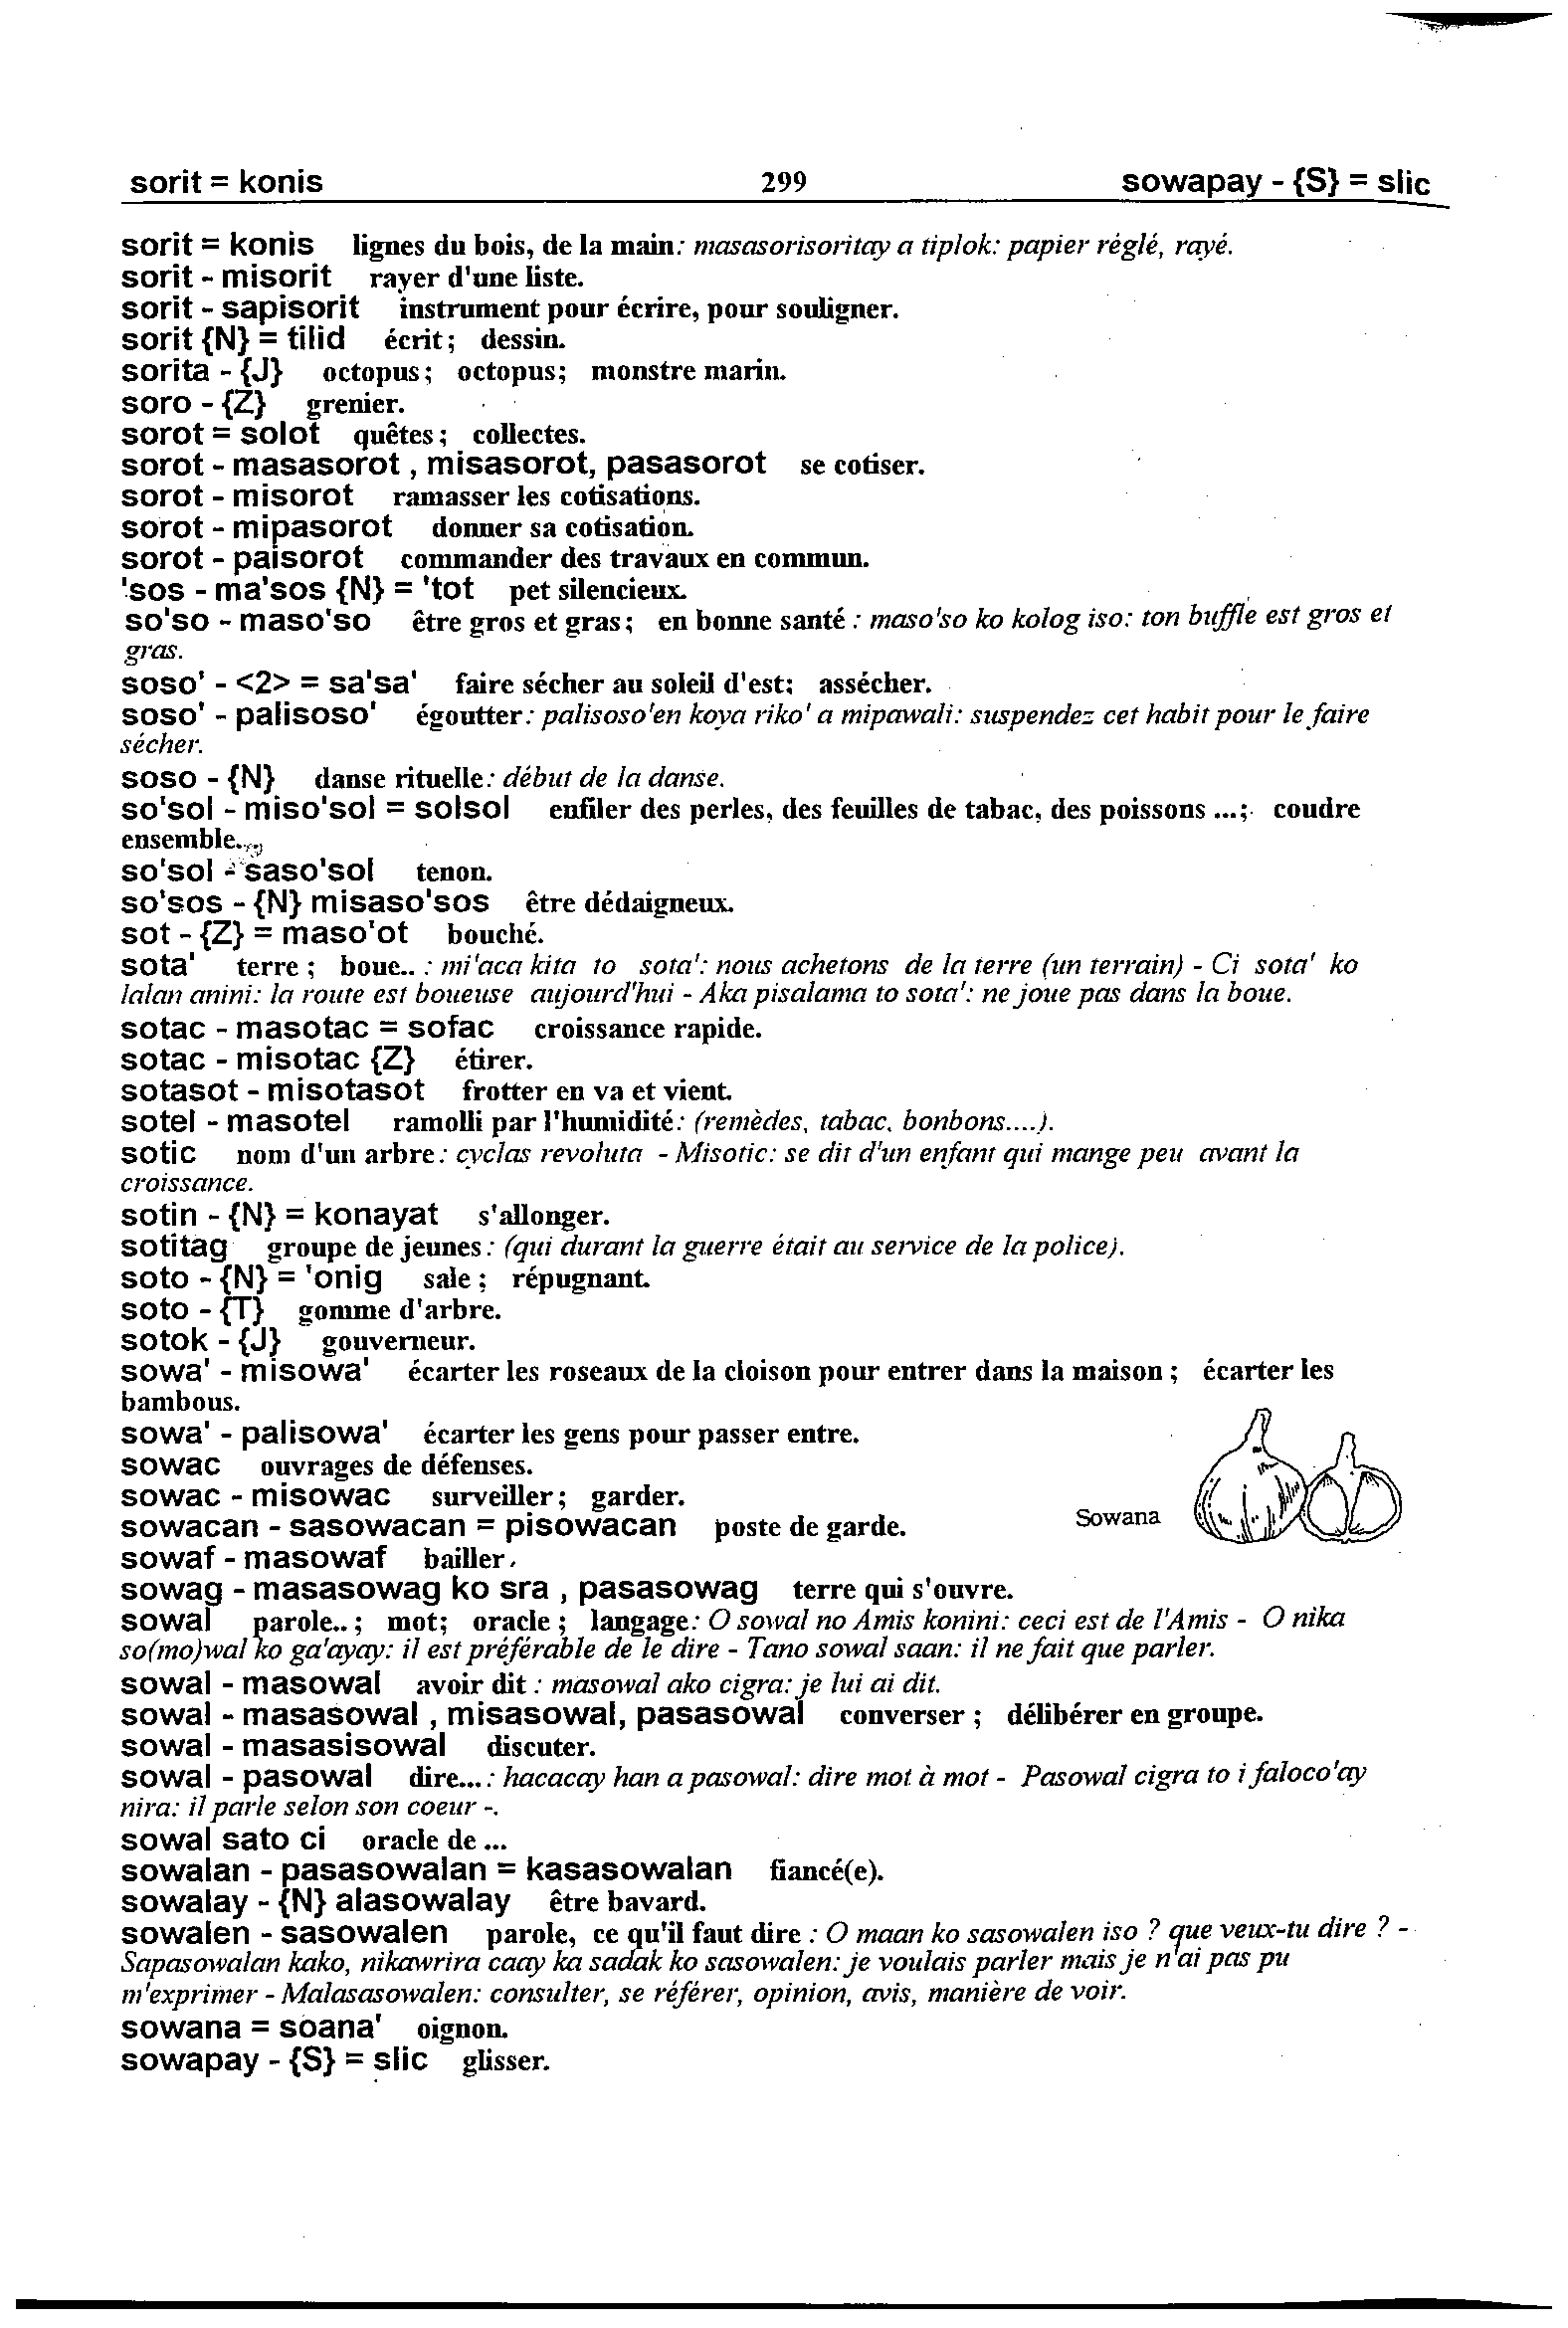 sorit = konis 299 sowapay - {S} = slic
sorit = konis lignes du bois, de la main: masasorisoritay a tiplok: papier réglé, rayé.
sorit - misorit rayer d'une liste.
sorit - sapisorit instrument pour écrire, pour souligner.
sorit {N} = tilid écrit; dessin.
sorita - {J} octopus; octopus; monstre marin.
soro - {Z} grenier.
sorot = solot quêtes; collectes.
sorot - masasorot , misasorot, pasasorot se cotiser.
sorot - misorot ramasser les cotisations.
sorot - mipasorot donner sa cotisation.
sorot - paisorot commander des travaux en commun.
'sos - ma'sos {N} = 'tot pet silencieux.
so'so - maso'so être gros et gras; en bonne santé : maso'so ko kolog iso: ton buffle est gros et
gras.
soso' - <2> = sa'sa' faire sécher au soleil d'est; assécher.
soso' - palisoso' égoutter: palisoso'en koya riko' a mipawali: suspendez cet habit pour le faire
sécher.
soso - {N} danse rituelle: début de la danse.
so'sol - miso'sol = solsol enfiler des perles, des feuilles de tabac, des poissons ...; coudre
ensemble.
so'sol - saso'sol tenon.
so'sos - {N} misaso'sos être dédaigneux.
sot - {Z} = maso'ot bouché.
sota' terre ; boue.. : mi'aca kita to sota': nous achetons de la terre (un terrain) - Ci sota' ko
lalan anini: la route est boueuse aujourd'hui - Aka pisalama to sota': ne joue pas dans la boue.
sotac - masotac = sofac croissance rapide.
sotac - misotac {Z} étirer.
sotasot - misotasot frotter en va et vient.
sotel - masotel ramolli par l'humidité: (remèdes, tabac, bonbons....).
sotic nom d'un arbre: cyclas revoluta - Misotic: se dit d'un enfant qui mange peu avant la
croissance.
sotin - {N} = konayat s'allonger.
sotitag groupe de jeunes: (qui durant la guerre était au service de la police).
soto - {N} = 'onig sale; répugnant.
soto - {T} gomme d'arbre.
sotok - {J} gouverneur.
sowa' - misowa' écarter les roseaux de la cloison pour entrer dans la maison ; écarter les
bambous.
sowa' - palisowa' écarter les gens pour passer entre.
sowac ouvrages de défenses.
sowac - misowac surveiller; garder.
sowacan - sasowacan = pisowacan poste de garde.
Sowana
sowaf - masowaf bailler.
sowag - masasowag ko sra , pasasowag terre qui s'ouvre.
sowal parole.. ; mot; oracle ; langage: O sowal no Amis konini: ceci est de l'Amis - O nika
so(mo)wal ko ga'ayay: il est préférable de le dire - Tano sowal saan: il ne fait que parler.
sowal - masowal avoir dit : masowal ako cigra: je lui ai dit.
sowal - masasowal , misasowal, pasasowal converser ; délibérer en groupe.
sowal - masasisowal discuter.
sowal - pasowal dire...: hacacay han a pasowal: dire mot à mot - Pasowal cigra to i faloco'ay
nira: il parle selon son coeur -.
sowal sato ci oracle de ...
sowalan - pasasowalan = kasasowalan fiancé(e).
sowalay - {N} alasowalay être bavard.
sowalen - sasowalen parole, ce qu'il faut dire : O maan ko sasowalen iso ? que veux-tu dire ? -
Sapasowalan kako, nikawrira caay ka sadak ko sasowalen: je voulais parler mais je n'ai pas pu
m'exprimer - Malasasowalen: consulter, se référer, opinion, avis, manière de voir.
sowana = soana' oignon.
sowapay - {S} = slic glisser.